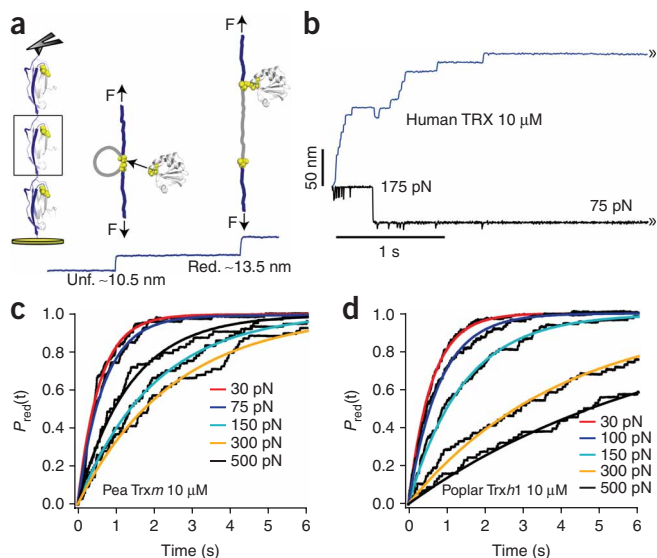 a
F
F
F
F
Unf. ~10.5 nm
Red. ~13.5 nm
b
Human TRX 10 μM
50 nm
175 pN
75 pN
1 s
»
»
c
1.0
0.8
0.6
0.4
0.2
0.0
P_red(t)
30 pN
75 pN
150 pN
300 pN
500 pN
Pea Trxm 10 μM
0 1 2 3 4 5 6
Time (s)
d
1.0
0.8
0.6
0.4
0.2
0.0
P_red(t)
30 pN
100 pN
150 pN
300 pN
500 pN
Poplar Trxh1 10 μM
0 1 2 3 4 5 6
Time (s)